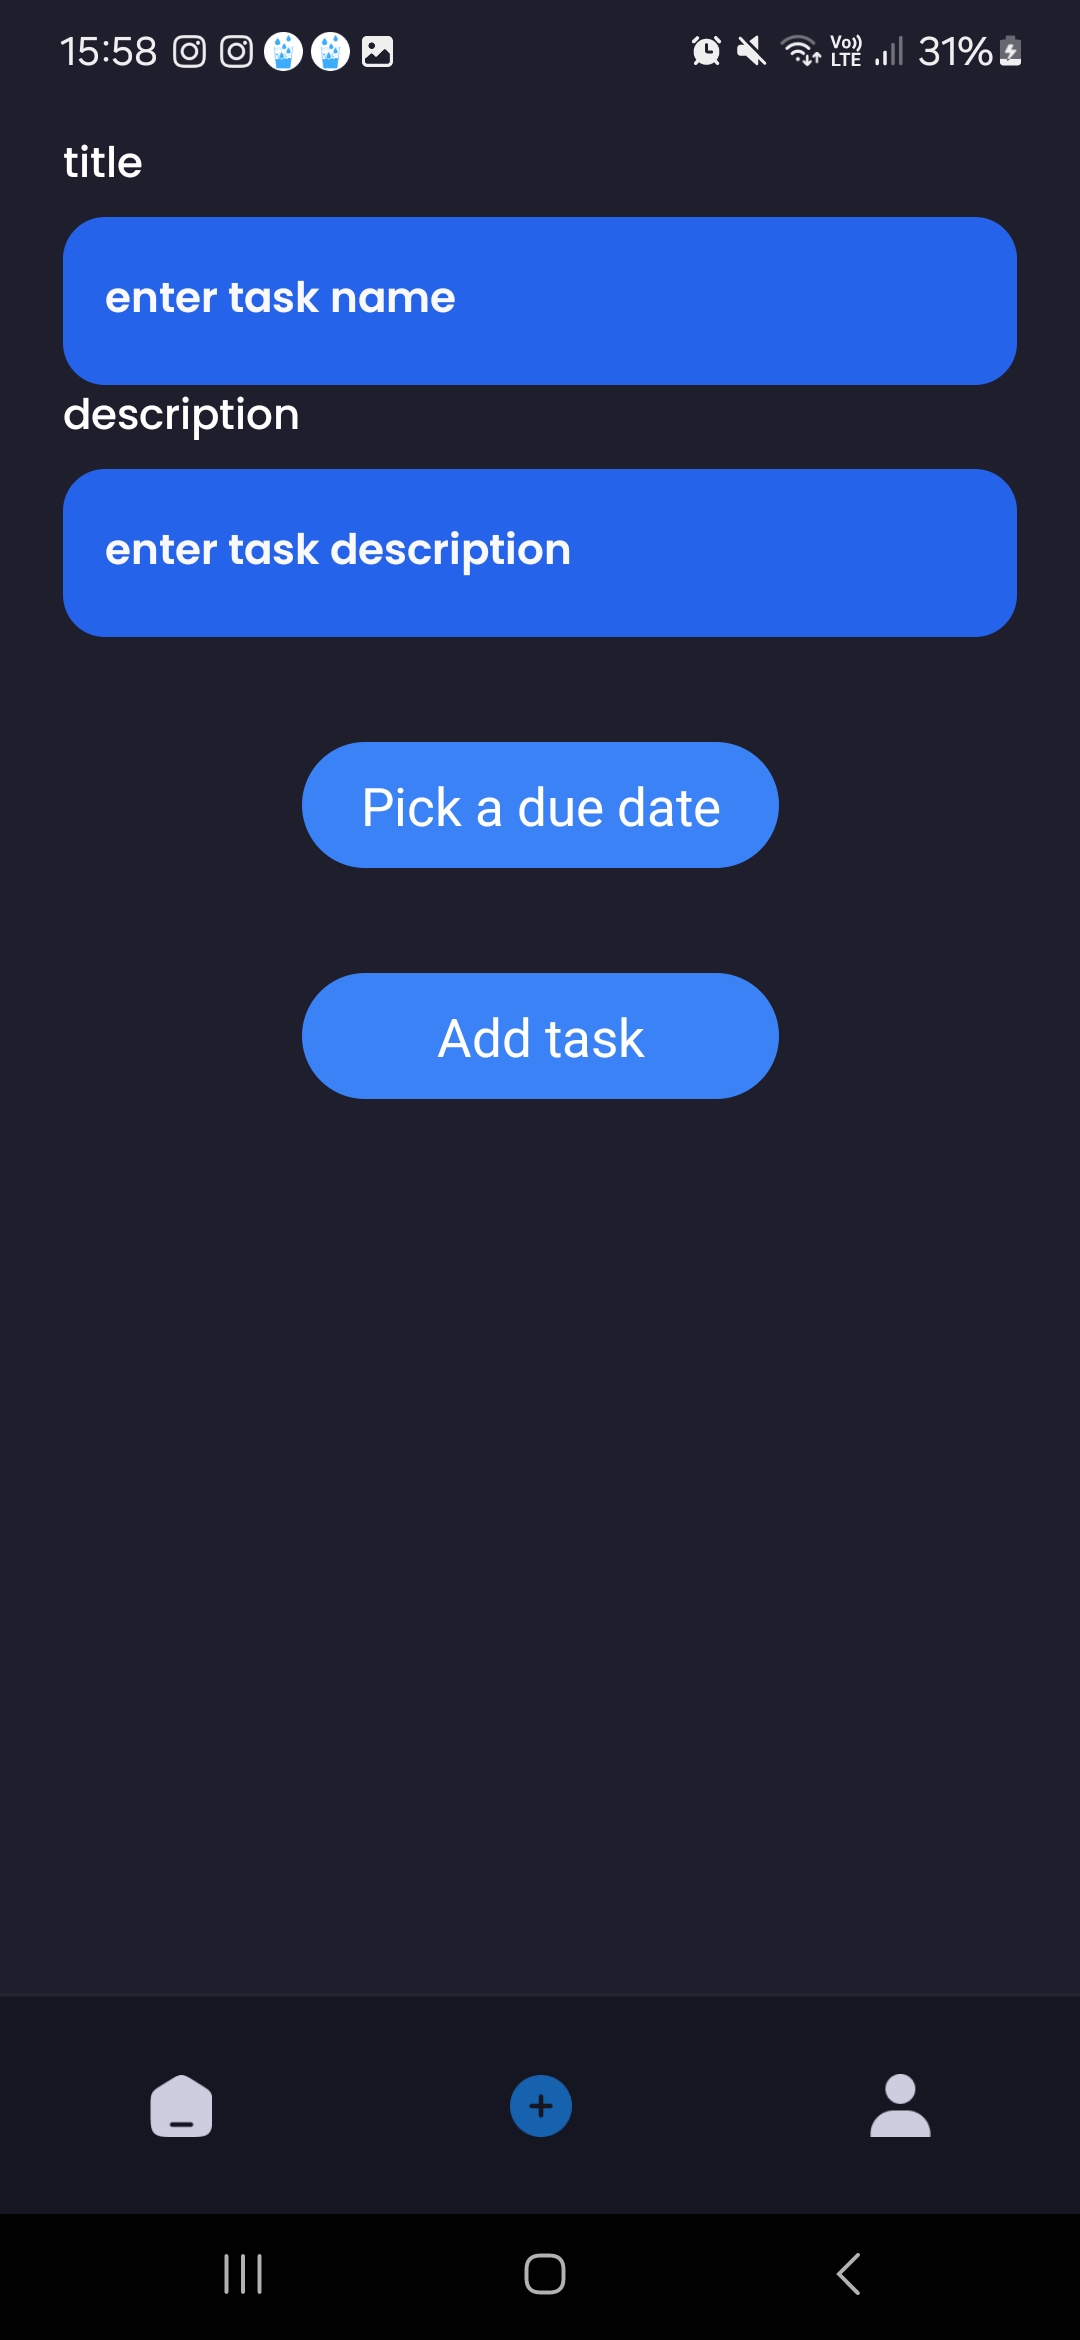 15:58 Vo)) LTE 31%
title
enter task name
description
enter task description
Pick a due date
Add task